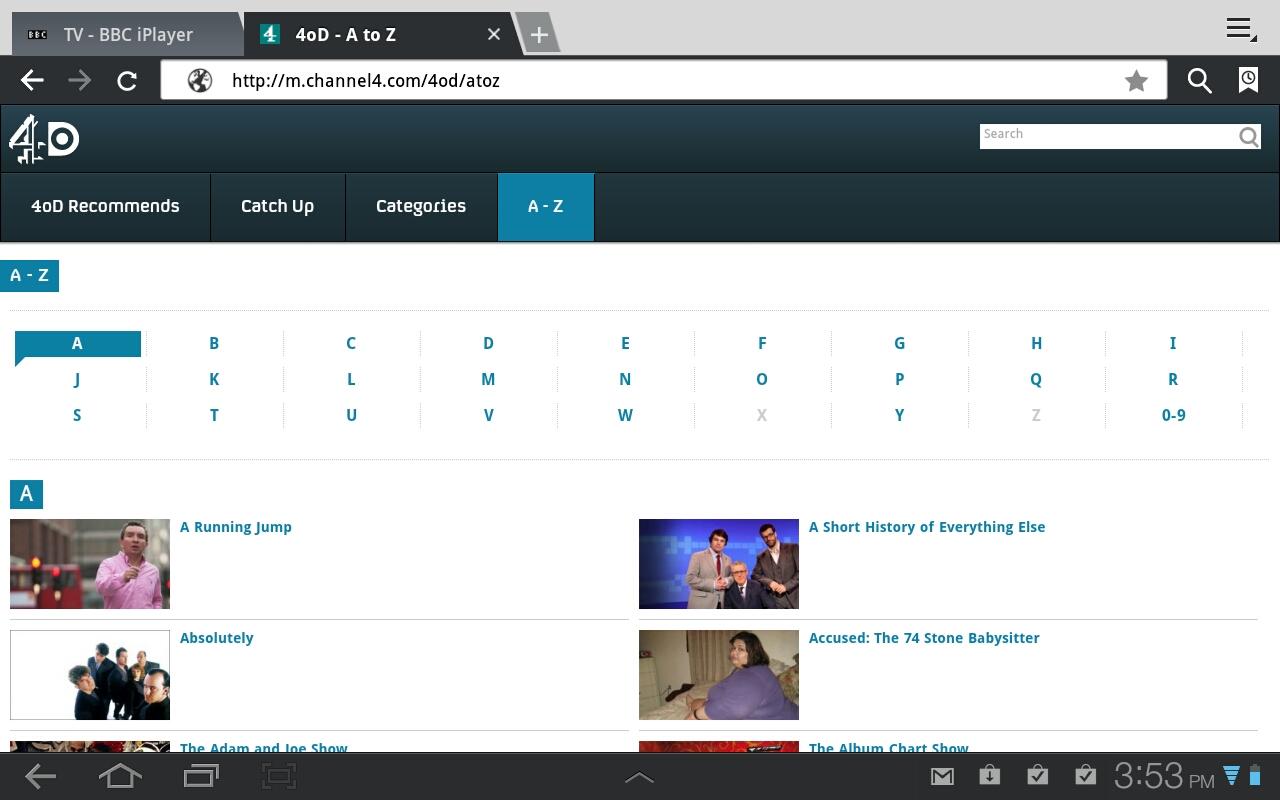 BBC TV - BBC iPlayer
4 4oD - A to Z
http://m.channel4.com/4od/atoz
4oD
Search
4oD Recommends Catch Up Categories A - Z
A - Z
A B C D E F G H I
J K L M N O P Q R
S T U V W X Y Z 0-9
A
A Running Jump A Short History of Everything Else
Absolutely Accused: The 74 Stone Babysitter
The Adam and Joe Show The Album Chart Show
3:53 PM